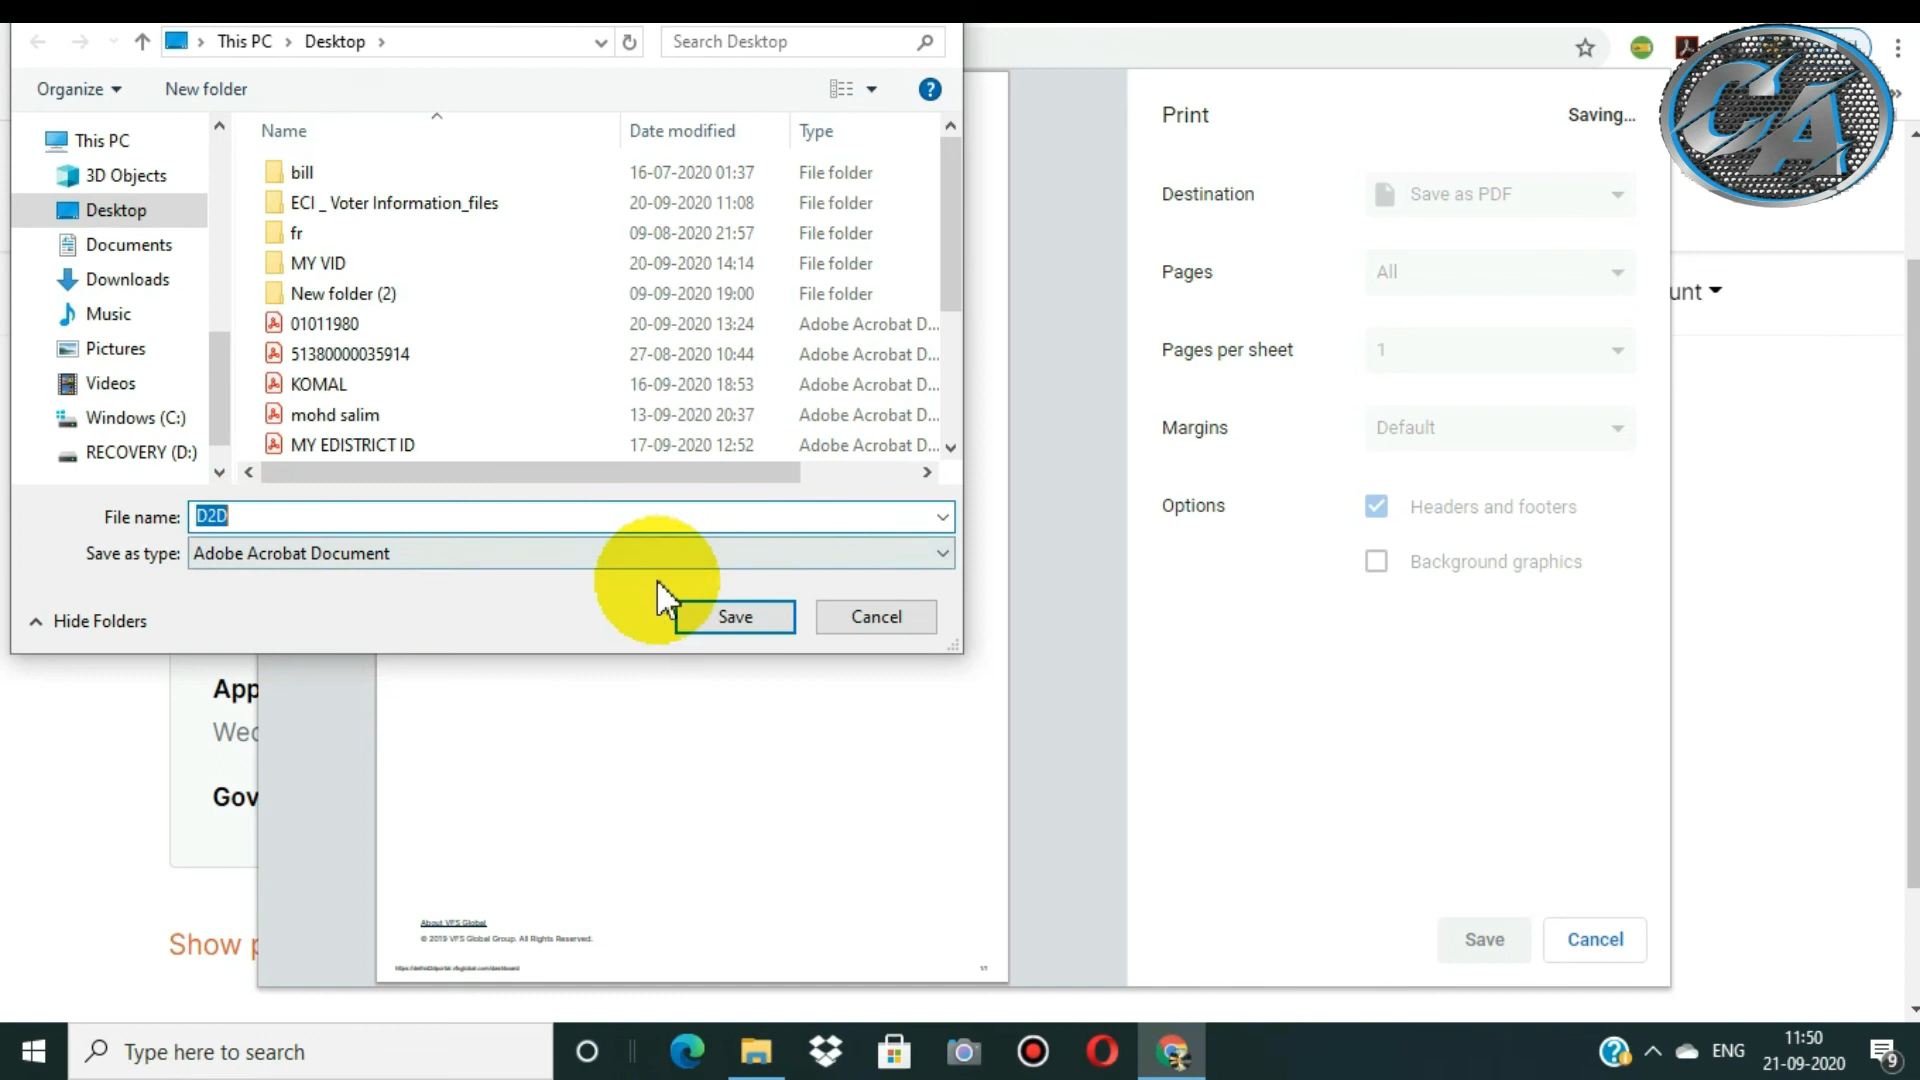 This PC > Desktop >
Search Desktop
Organize
New folder
?
Name
Date modified
Type
This PC
3D Objects
Desktop
Documents
Downloads
Music
Pictures
Videos
Windows (C:)
RECOVERY (D:)
bill 16-07-2020 01:37 File folder
ECI _ Voter Information_files 20-09-2020 11:08 File folder
fr 09-08-2020 21:57 File folder
MY VID 20-09-2020 14:14 File folder
New folder (2) 09-09-2020 19:00 File folder
01011980 20-09-2020 13:24 Adobe Acrobat D...
51380000035914 27-08-2020 10:44 Adobe Acrobat D...
KOMAL 16-09-2020 18:53 Adobe Acrobat D...
mohd salim 13-09-2020 20:37 Adobe Acrobat D...
MY EDISTRICT ID 17-09-2020 12:52 Adobe Acrobat D...
File name: D2D
Save as type: Adobe Acrobat Document
Hide Folders
Save
Cancel
Print
Saving...
Destination Save as PDF
Pages All
Pages per sheet 1
Margins Default
Options Headers and footers
Background graphics
Save
Cancel
CA
unt
App
Wed
Gov
Show p
About VFS Global
© 2019 VFS Global Group. All Rights Reserved.
1/1
Type here to search
ENG
11:50
21-09-2020
9